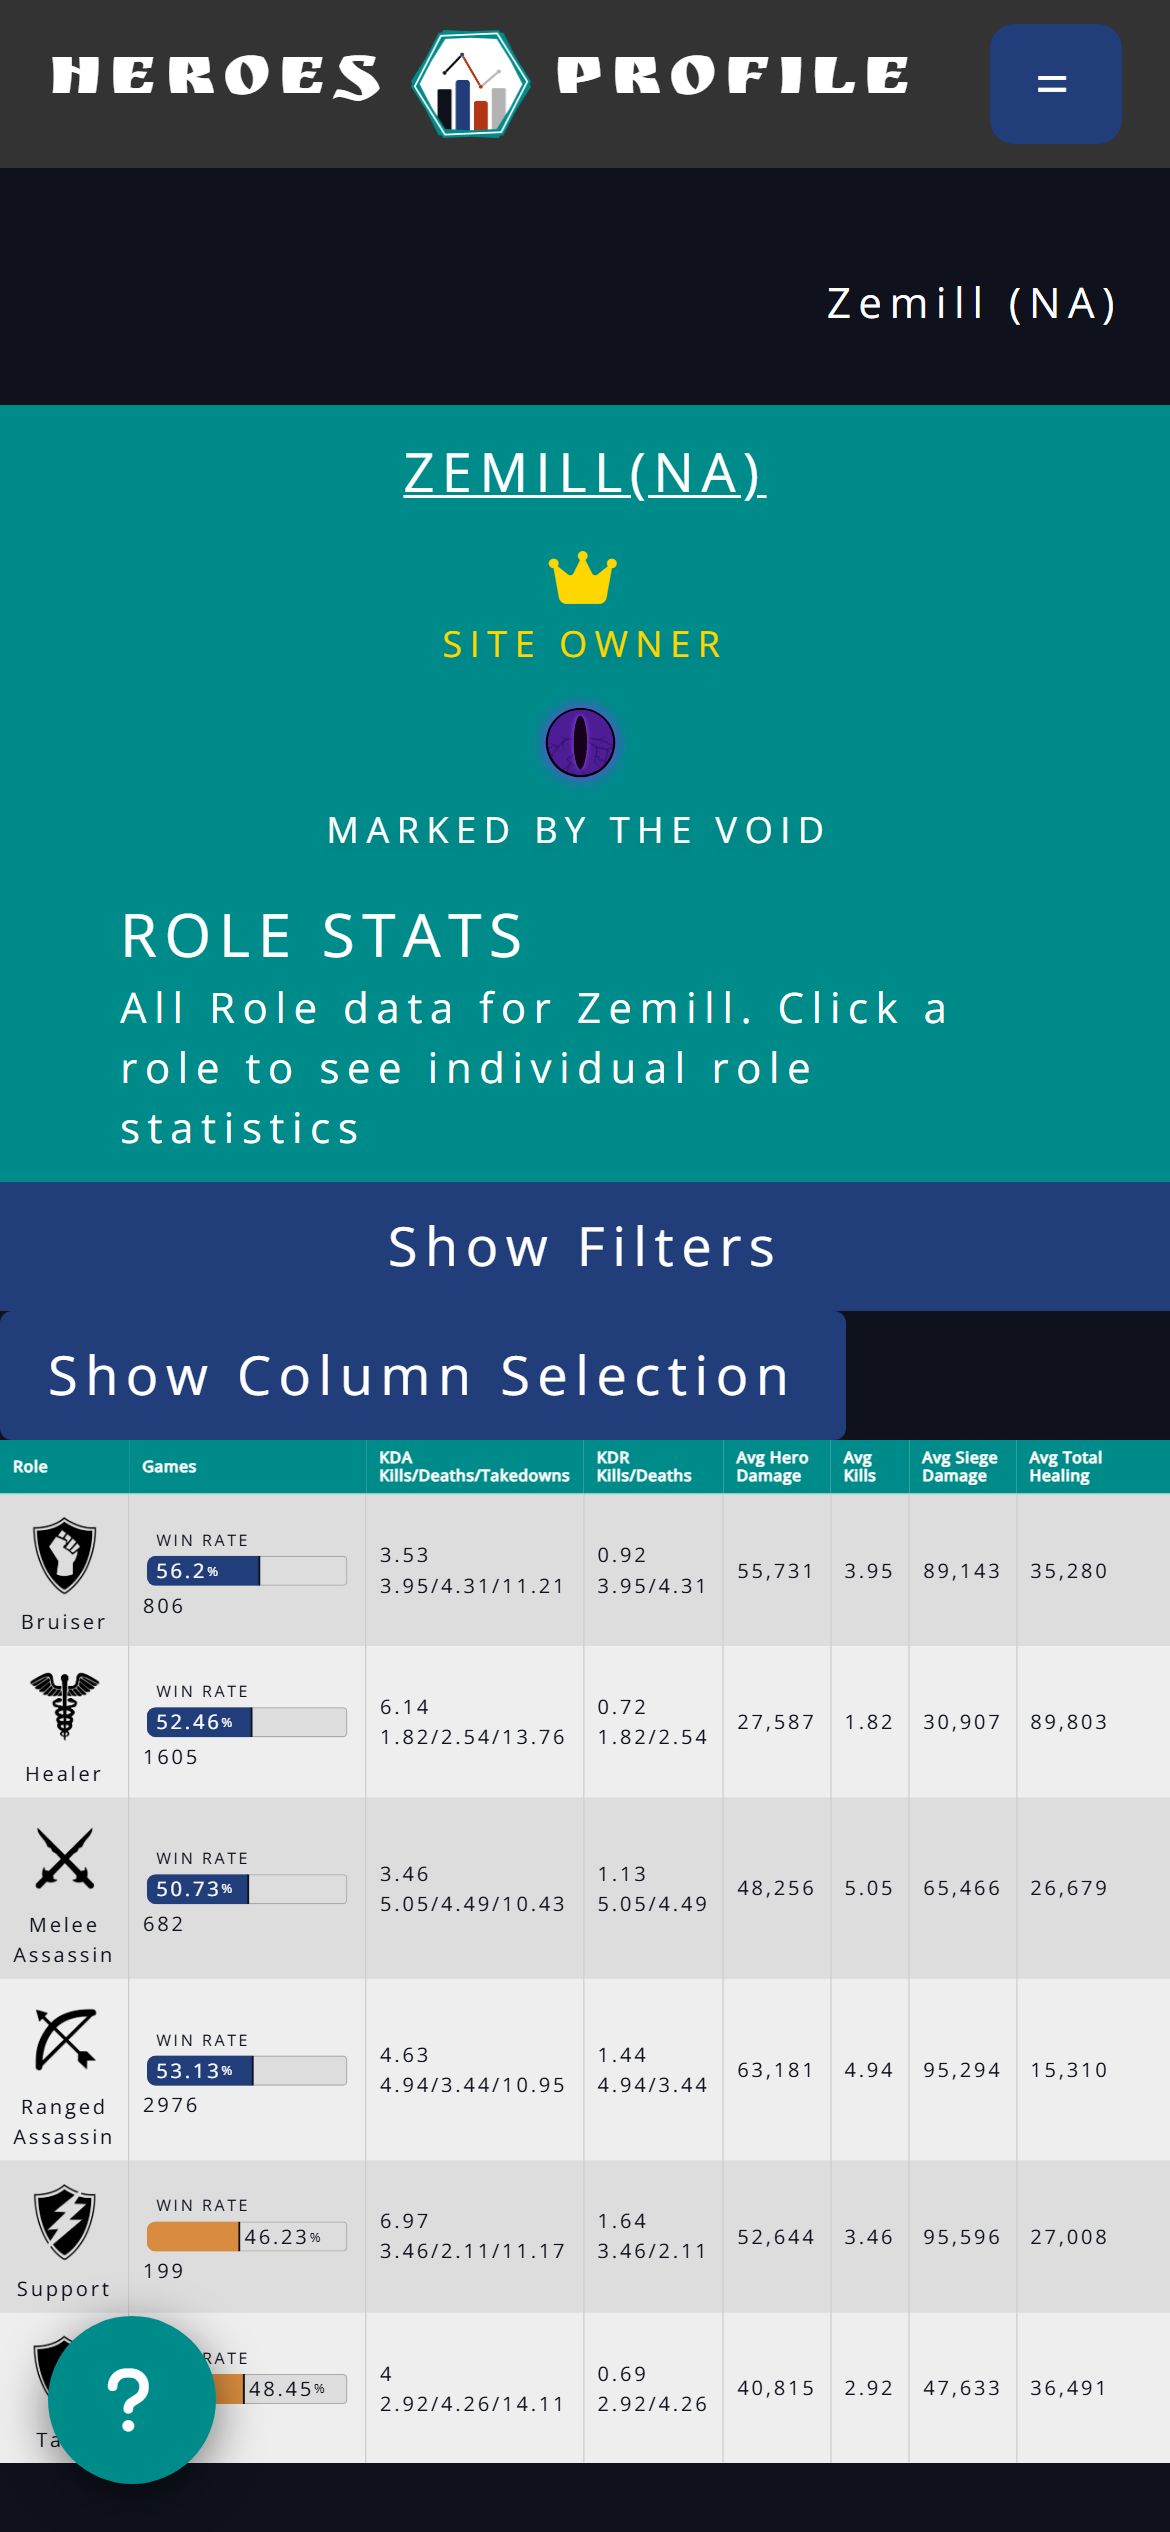 HEROES PROFILE
=
Zemill (NA)
ZEMILL(NA)
SITE OWNER
MARKED BY THE VOID
ROLE STATS
All Role data for Zemill. Click a
role to see individual role
statistics
Show Filters
Show Column Selection
Role Games KDA Kills/Deaths/Takedowns KDR Kills/Deaths Avg Hero Damage Avg Kills Avg Siege Damage Avg Total Healing
WIN RATE
56.2%
806
Bruiser
3.53
3.95/4.31/11.21
0.92
3.95/4.31
55,731 3.95 89,143 35,280
WIN RATE
52.46%
1605
Healer
6.14
1.82/2.54/13.76
0.72
1.82/2.54
27,587 1.82 30,907 89,803
WIN RATE
50.73%
682
Melee
Assassin
3.46
5.05/4.49/10.43
1.13
5.05/4.49
48,256 5.05 65,466 26,679
WIN RATE
53.13%
2976
Ranged
Assassin
4.63
4.94/3.44/10.95
1.44
4.94/3.44
63,181 4.94 95,294 15,310
WIN RATE
46.23%
199
Support
6.97
3.46/2.11/11.17
1.64
3.46/2.11
52,644 3.46 95,596 27,008
RATE
48.45%
4
2.92/4.26/14.11
0.69
2.92/4.26
40,815 2.92 47,633 36,491
?